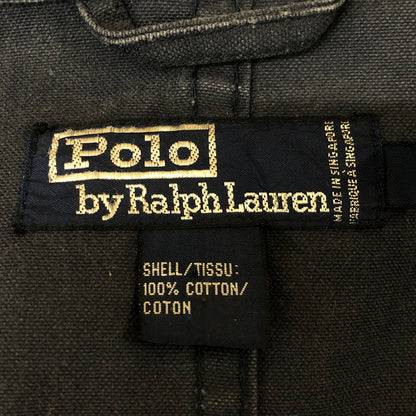 Polo
by Ralph Lauren
MADE IN SINGAPORE
FABRIQUÉ À SINGAPOUR
SHELL/TISSU:
100% COTTON/
COTON